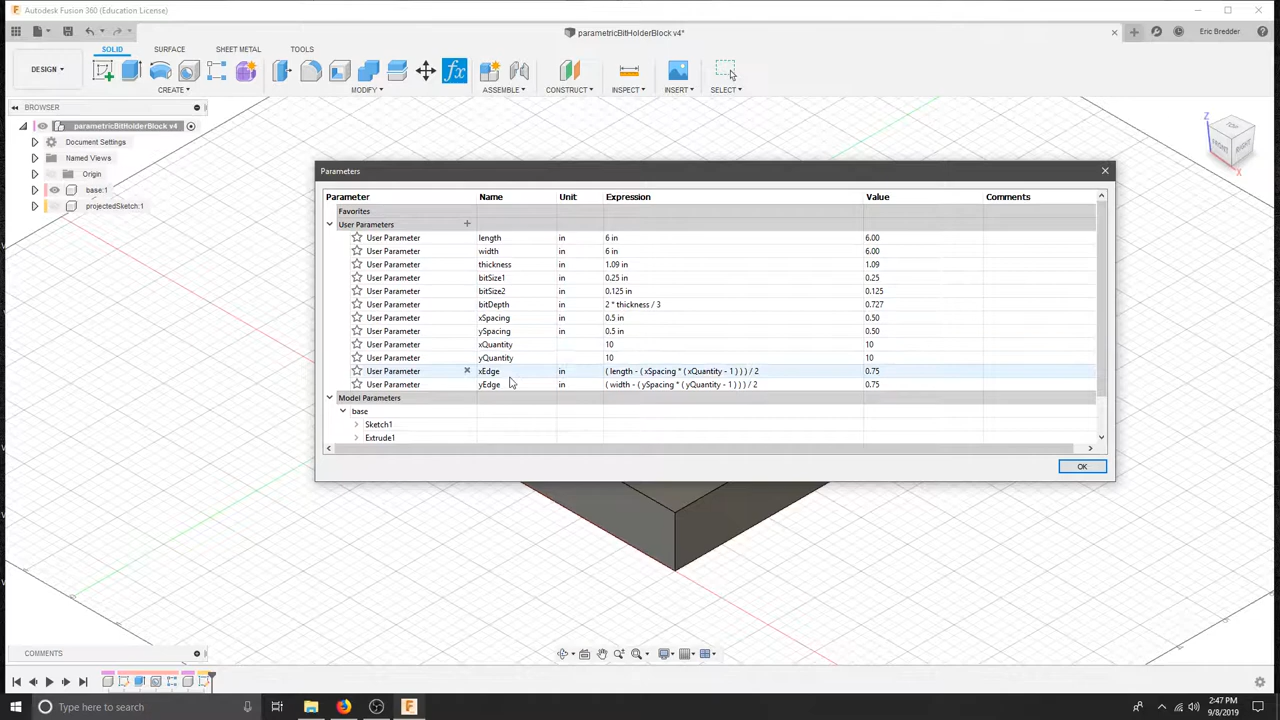 Autodesk Fusion 360 (Education License)
parametricBitHolderBlock v4*
Eric Bredder
SOLID SURFACE SHEET METAL TOOLS
DESIGN
CREATE MODIFY ASSEMBLE CONSTRUCT INSPECT INSERT SELECT
BROWSER
parametricBitHolderBlock v4
Document Settings
Named Views
Origin
base:1
projectedSketch:1
Z
TOP
FRONT
RIGHT
X
Parameters
Parameter Name Unit Expression Value Comments
Favorites
User Parameters +
User Parameter length in 6 in 6.00
User Parameter width in 6 in 6.00
User Parameter thickness in 1.09 in 1.09
User Parameter bitSize1 in 0.25 in 0.25
User Parameter bitSize2 in 0.125 in 0.125
User Parameter bitDepth in 2 * thickness / 3 0.727
User Parameter xSpacing in 0.5 in 0.50
User Parameter ySpacing in 0.5 in 0.50
User Parameter xQuantity 10 10
User Parameter yQuantity 10 10
User Parameter xEdge in ( length - ( xSpacing * ( xQuantity - 1 ) ) ) / 2 0.75
User Parameter yEdge in ( width - ( ySpacing * ( yQuantity - 1 ) ) ) / 2 0.75
Model Parameters
base
Sketch1
Extrude1
OK
COMMENTS
Type here to search
2:47 PM
9/8/2019